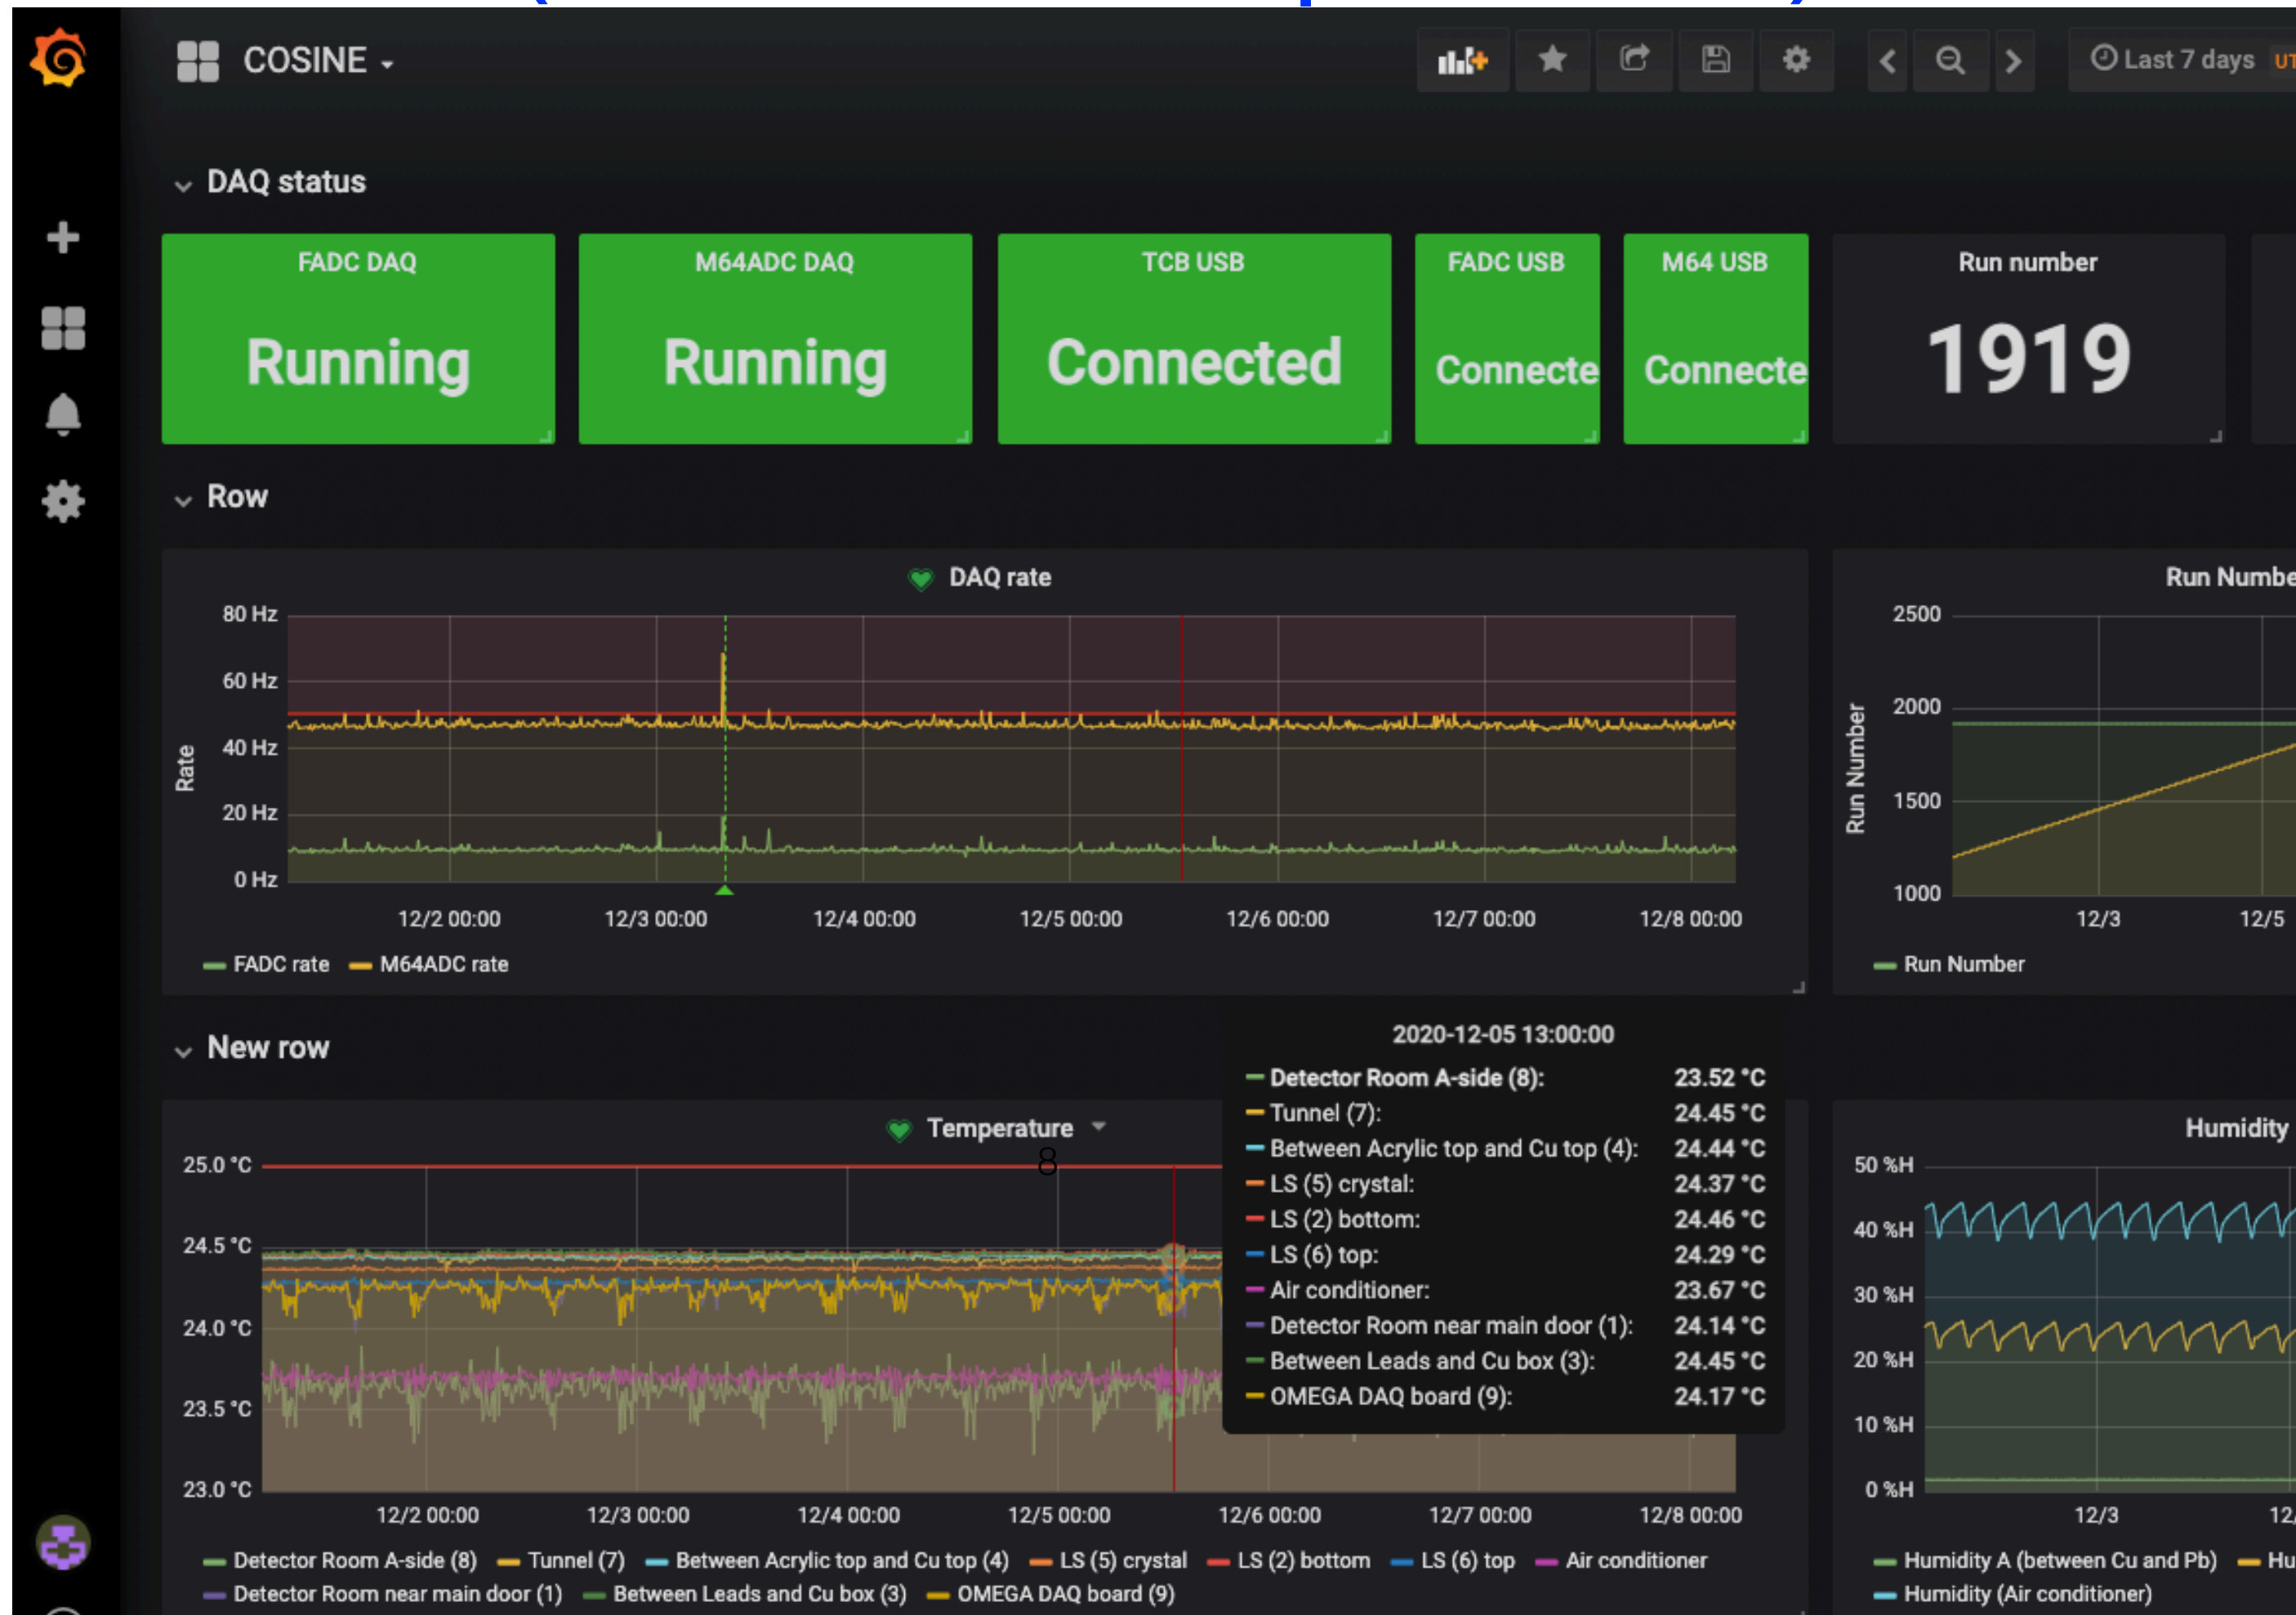 COSINE
Last 7 days
DAQ status
FADC DAQ
Running
M64ADC DAQ
Running
TCB USB
Connected
FADC USB
Connecte
M64 USB
Connecte
Run number
1919
Row
DAQ rate
80 Hz
60 Hz
40 Hz
20 Hz
0 Hz
Rate
12/2 00:00
12/3 00:00
12/4 00:00
12/5 00:00
12/6 00:00
12/7 00:00
12/8 00:00
FADC rate
M64ADC rate
Run Numbe
2500
2000
1500
1000
Run Number
12/3
12/5
Run Number
New row
Temperature
8
25.0 °C
24.5 °C
24.0 °C
23.5 °C
23.0 °C
2020-12-05 13:00:00
Detector Room A-side (8): 23.52 °C
Tunnel (7): 24.45 °C
Between Acrylic top and Cu top (4): 24.44 °C
LS (5) crystal: 24.37 °C
LS (2) bottom: 24.46 °C
LS (6) top: 24.29 °C
Air conditioner: 23.67 °C
Detector Room near main door (1): 24.14 °C
Between Leads and Cu box (3): 24.45 °C
OMEGA DAQ board (9): 24.17 °C
12/2 00:00
12/3 00:00
12/4 00:00
12/5 00:00
12/6 00:00
12/7 00:00
12/8 00:00
Detector Room A-side (8) Tunnel (7) Between Acrylic top and Cu top (4) LS (5) crystal LS (2) bottom LS (6) top Air conditioner
Detector Room near main door (1) Between Leads and Cu box (3) OMEGA DAQ board (9)
Humidity
50 %H
40 %H
30 %H
20 %H
10 %H
0 %H
12/3
12/
Humidity A (between Cu and Pb) Hu
Humidity (Air conditioner)